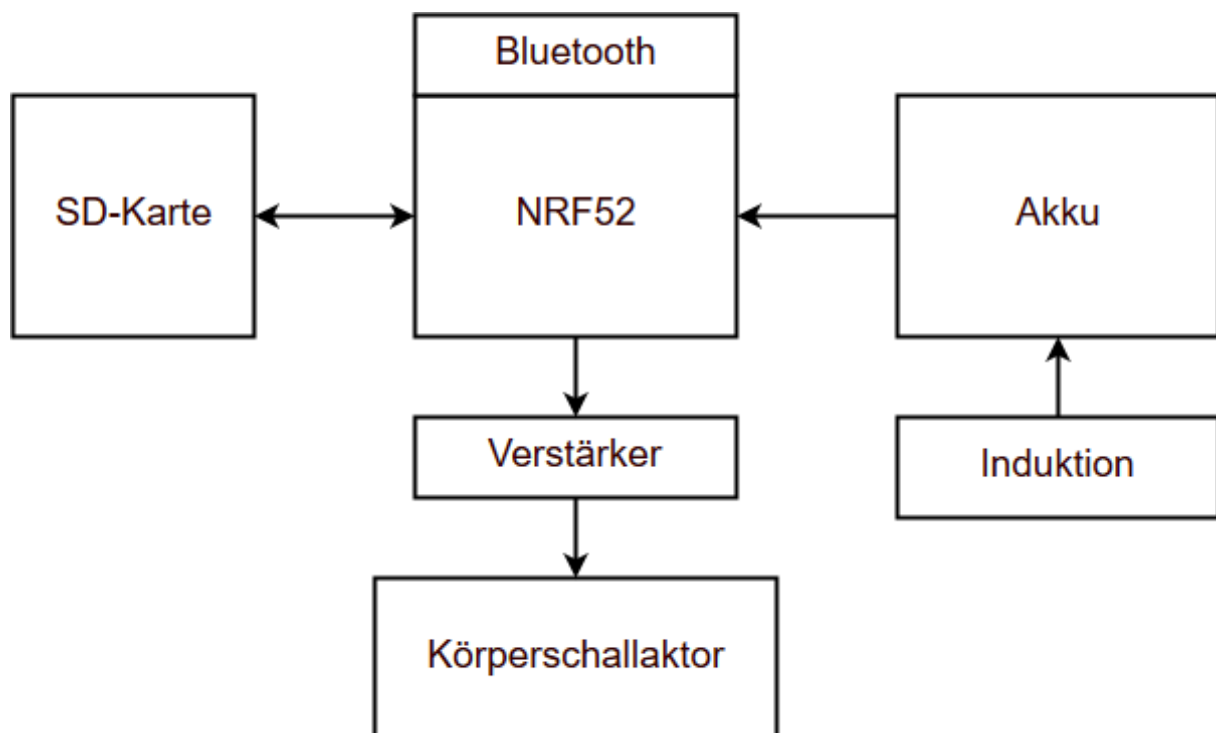 Bluetooth
SD-Karte
NRF52
Akku
Verstärker
Induktion
Körperschallaktor